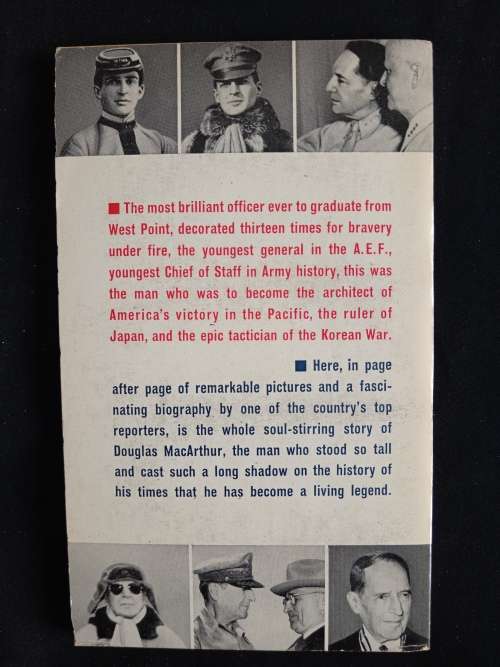 ■ The most brilliant officer ever to graduate from
West Point, decorated thirteen times for bravery
under fire, the youngest general in the A.E.F.,
youngest Chief of Staff in Army history, this was
the man who was to become the architect of
America's victory in the Pacific, the ruler of
Japan, and the epic tactician of the Korean War.
■ Here, in page
after page of remarkable pictures and a fasci-
nating biography by one of the country's top
reporters, is the whole soul-stirring story of
Douglas MacArthur, the man who stood so tall
and cast such a long shadow on the history of
his times that he has become a living legend.